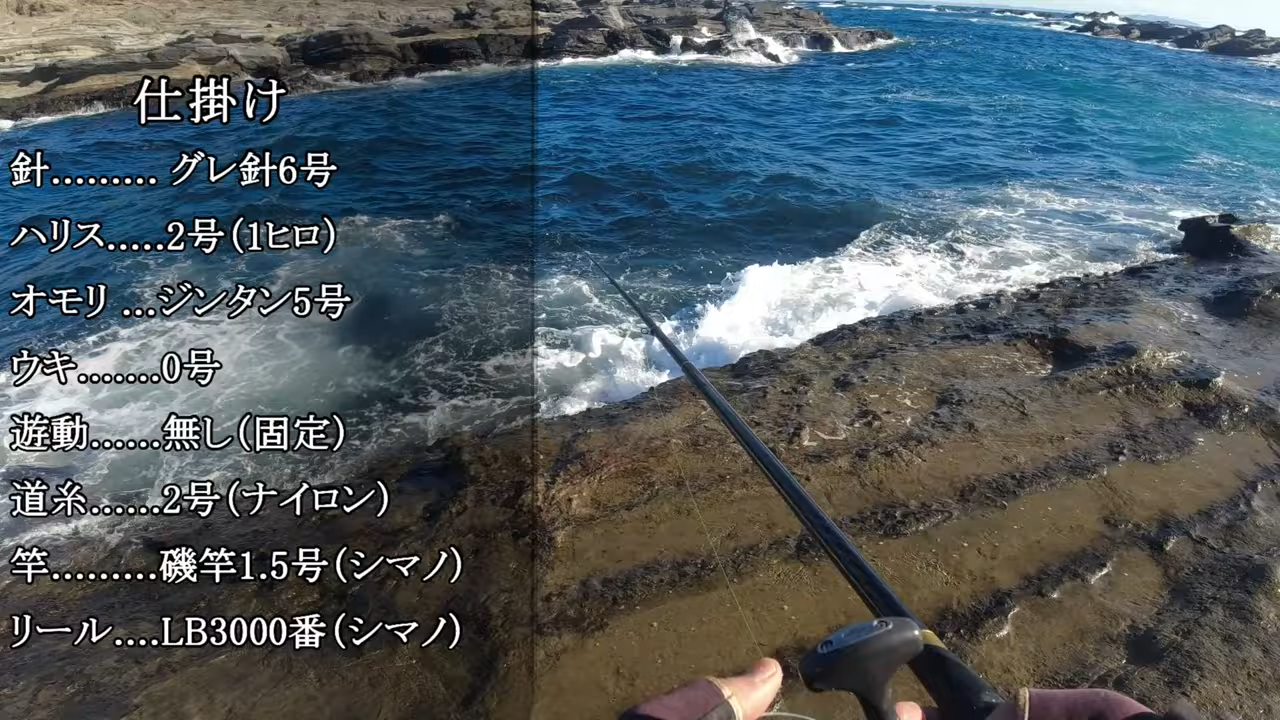 仕掛け
針......... グレ針6号
ハリス.....2号(1ヒロ)
オモリ ...ジンタン5号
ウキ.......0号
遊動......無し(固定)
道糸......2号(ナイロン)
竿.........磯竿1.5号(シマノ)
リール....LB3000番(シマノ)